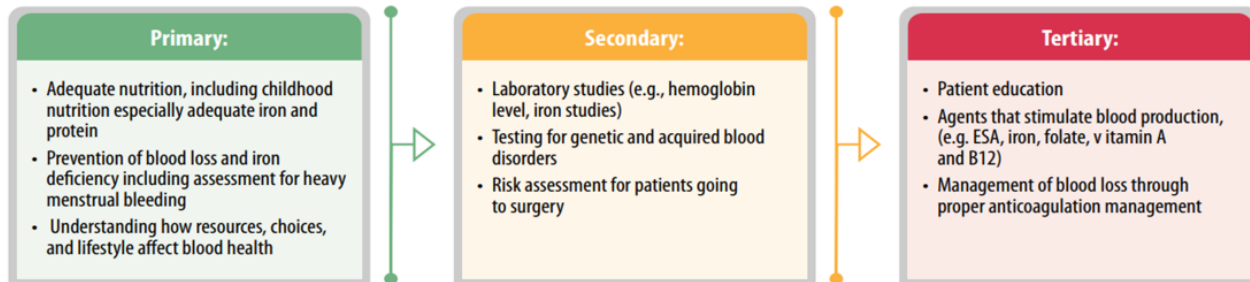 Primary:
• Adequate nutrition, including childhood
nutrition especially adequate iron and
protein
• Prevention of blood loss and iron
deficiency including assessment for heavy
menstrual bleeding
• Understanding how resources, choices,
and lifestyle affect blood health
Secondary:
• Laboratory studies (e.g., hemoglobin
level, iron studies)
• Testing for genetic and acquired blood
disorders
• Risk assessment for patients going
to surgery
Tertiary:
• Patient education
• Agents that stimulate blood production,
(e.g. ESA, iron, folate, v itamin A
and B12)
• Management of blood loss through
proper anticoagulation management